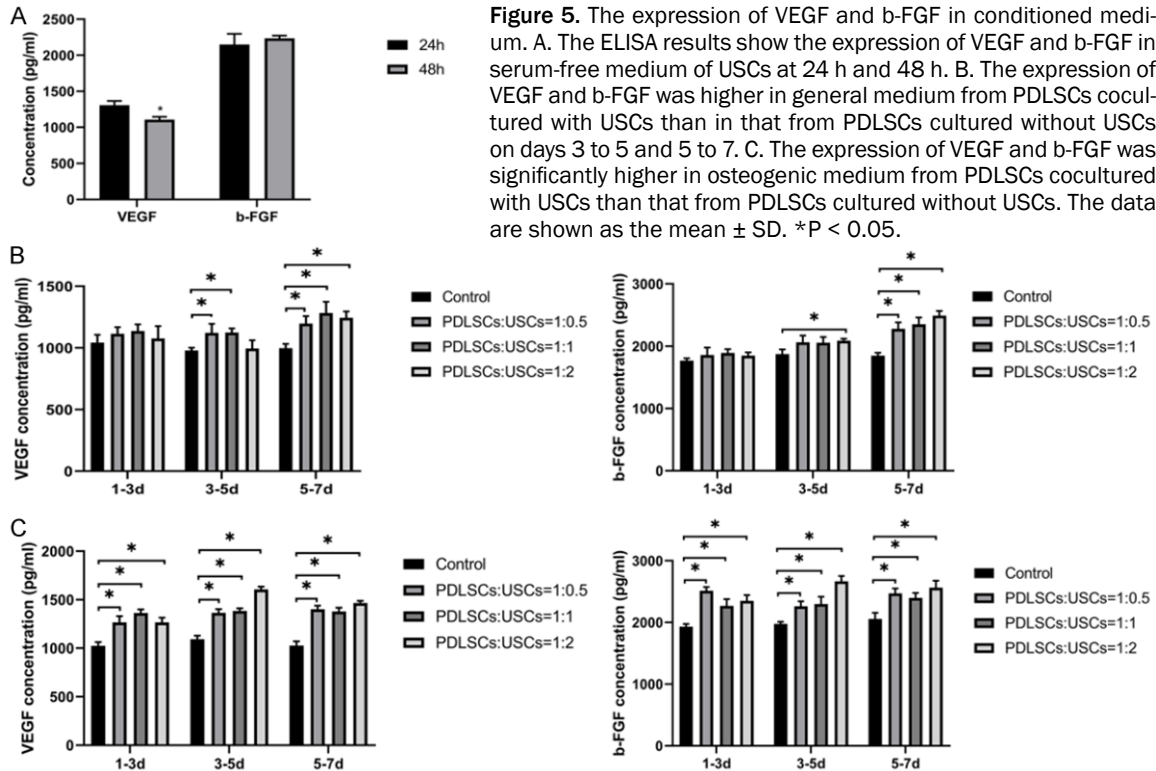 A
Concentration (pg/ml)
2500
2000
1500
1000
500
0
*
VEGF
b-FGF
24h
48h
Figure 5. The expression of VEGF and b-FGF in conditioned medi-
um. A. The ELISA results show the expression of VEGF and b-FGF in
serum-free medium of USCs at 24 h and 48 h. B. The expression of
VEGF and b-FGF was higher in general medium from PDLSCs cocul-
tured with USCs than in that from PDLSCs cultured without USCs
on days 3 to 5 and 5 to 7. C. The expression of VEGF and b-FGF was
significantly higher in osteogenic medium from PDLSCs cocultured
with USCs than that from PDLSCs cultured without USCs. The data
are shown as the mean ± SD. *P < 0.05.
B
VEGF concentration (pg/ml)
1500
1000
500
0
* *
* * *
1-3d
3-5d
5-7d
Control
PDLSCs:USCs=1:0.5
PDLSCs:USCs=1:1
PDLSCs:USCs=1:2
b-FGF concentration (pg/ml)
3000
2000
1000
0
*
* * *
1-3d
3-5d
5-7d
Control
PDLSCs:USCs=1:0.5
PDLSCs:USCs=1:1
PDLSCs:USCs=1:2
C
VEGF concentration (pg/ml)
2000
1500
1000
500
0
* * *
* * *
* * *
1-3d
3-5d
5-7d
Control
PDLSCs:USCs=1:0.5
PDLSCs:USCs=1:1
PDLSCs:USCs=1:2
b-FGF concentration (pg/ml)
3000
2000
1000
0
* * *
* * *
* * *
1-3d
3-5d
5-7d
Control
PDLSCs:USCs=1:0.5
PDLSCs:USCs=1:1
PDLSCs:USCs=1:2